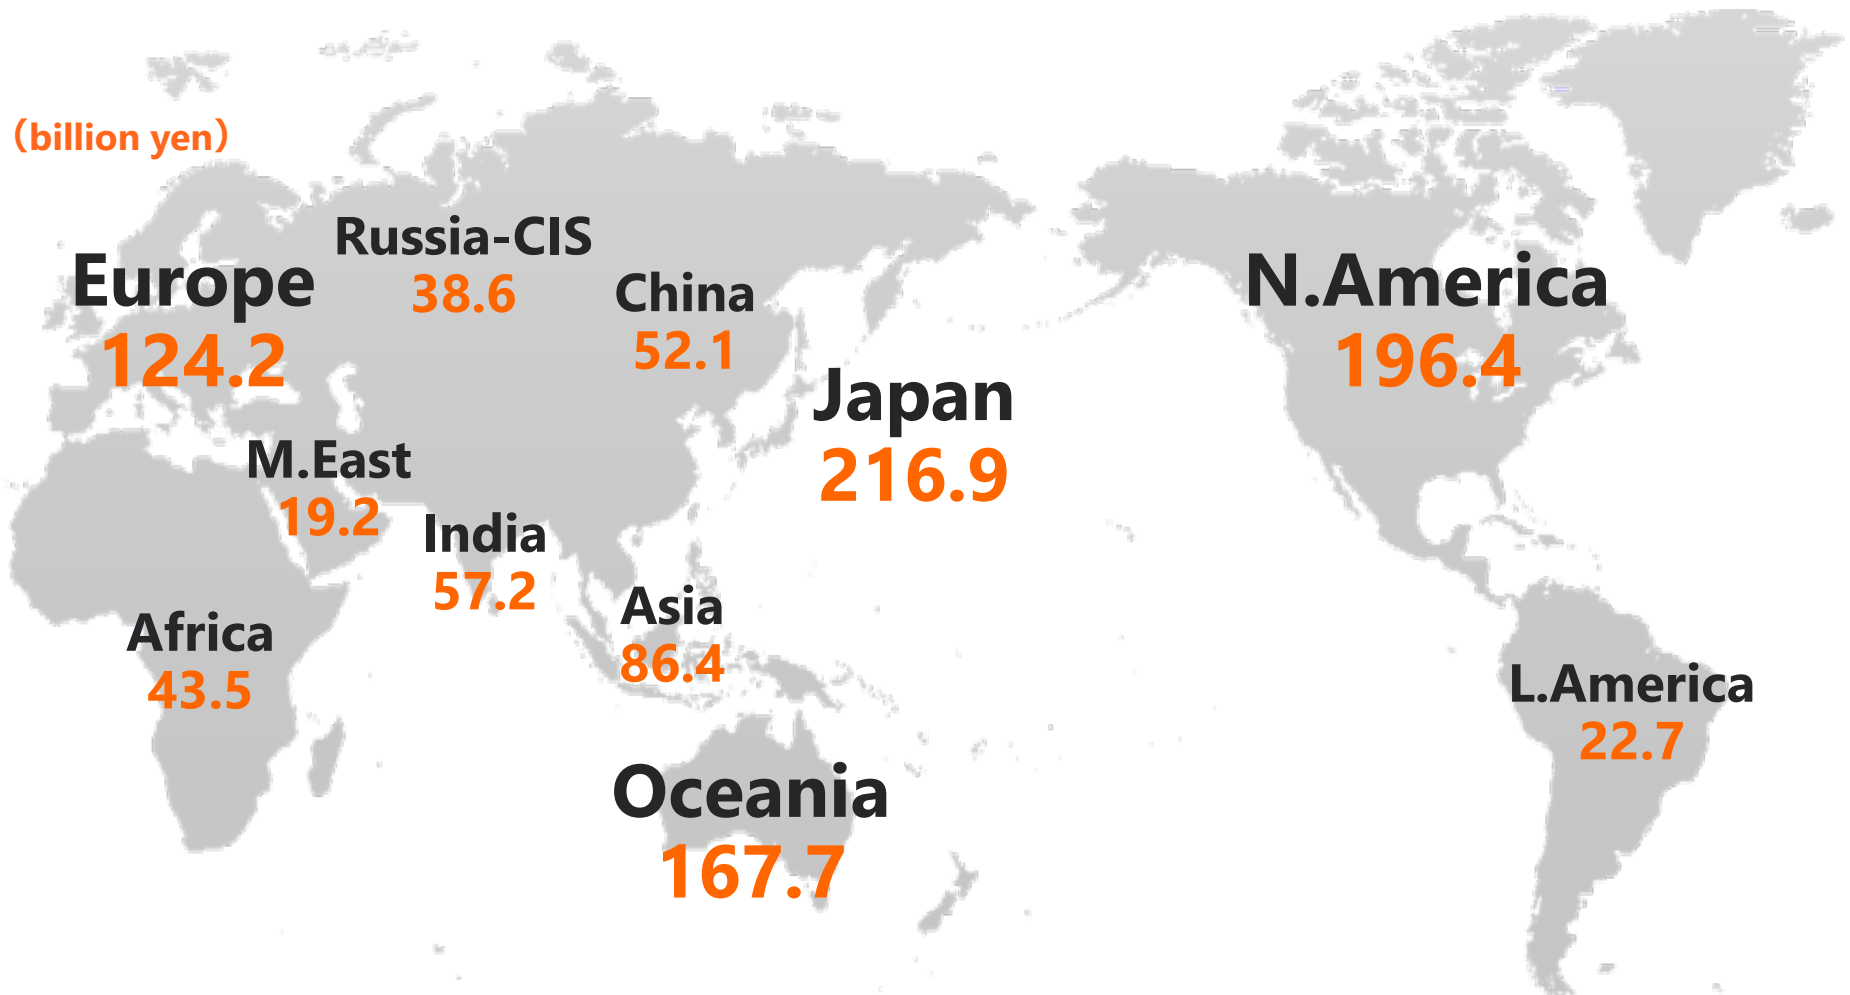 （billion yen）
Russia-CIS
38.6
Europe
124.2
China
52.1
N.America
196.4
Japan
216.9
M.East
19.2
India
57.2
Asia
86.4
Africa
43.5
L.America
22.7
Oceania
167.7